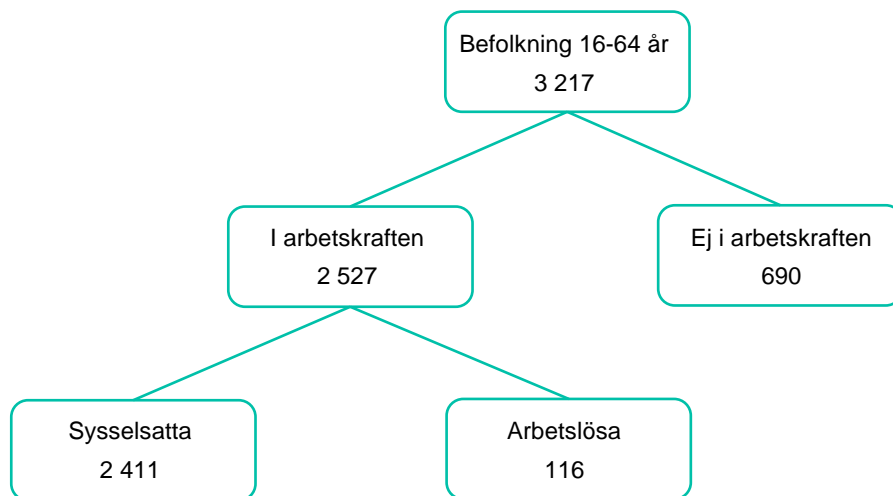 Befolkning 16-64 år
3 217
I arbetskraften
2 527
Ej i arbetskraften
690
Sysselsatta
2 411
Arbetslösa
116